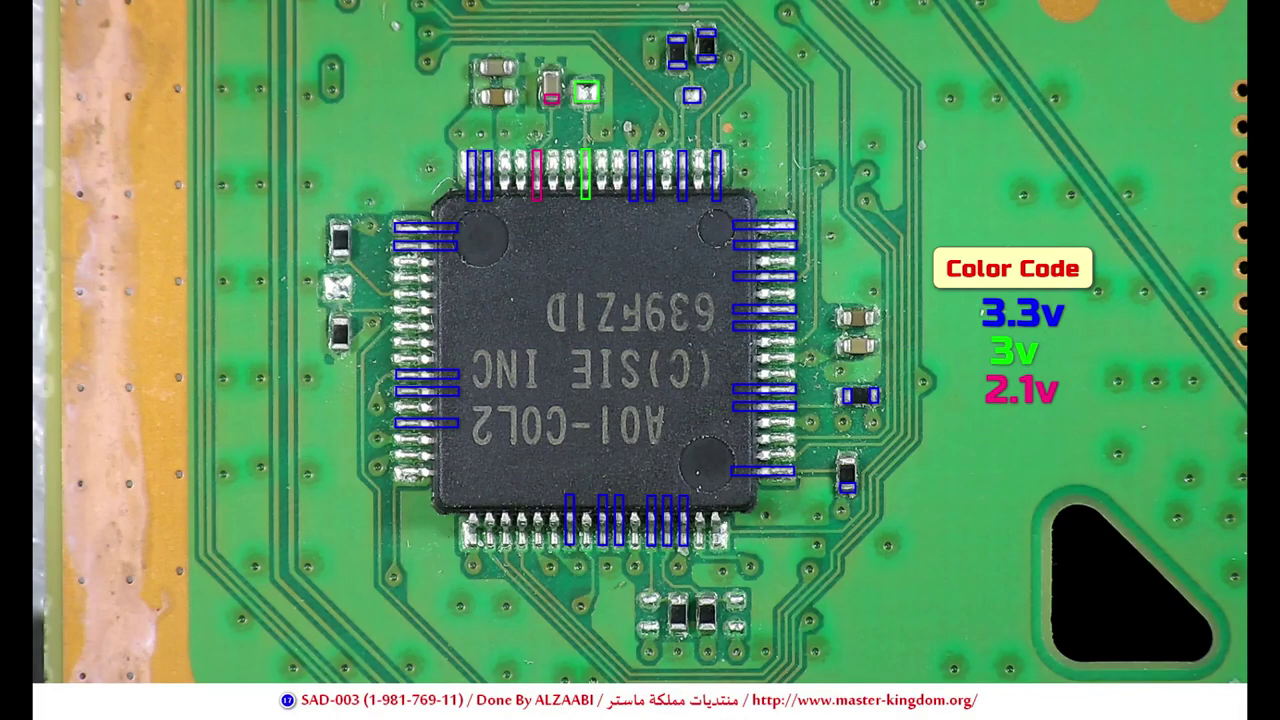 639FZ1D
(C)SIE INC
A01-COL2
Color Code
3.3v
3v
2.1v
17 SAD-003 (1-981-769-11) / Done By ALZAABI / منتديات مملكة ماستر / http://www.master-kingdom.org/